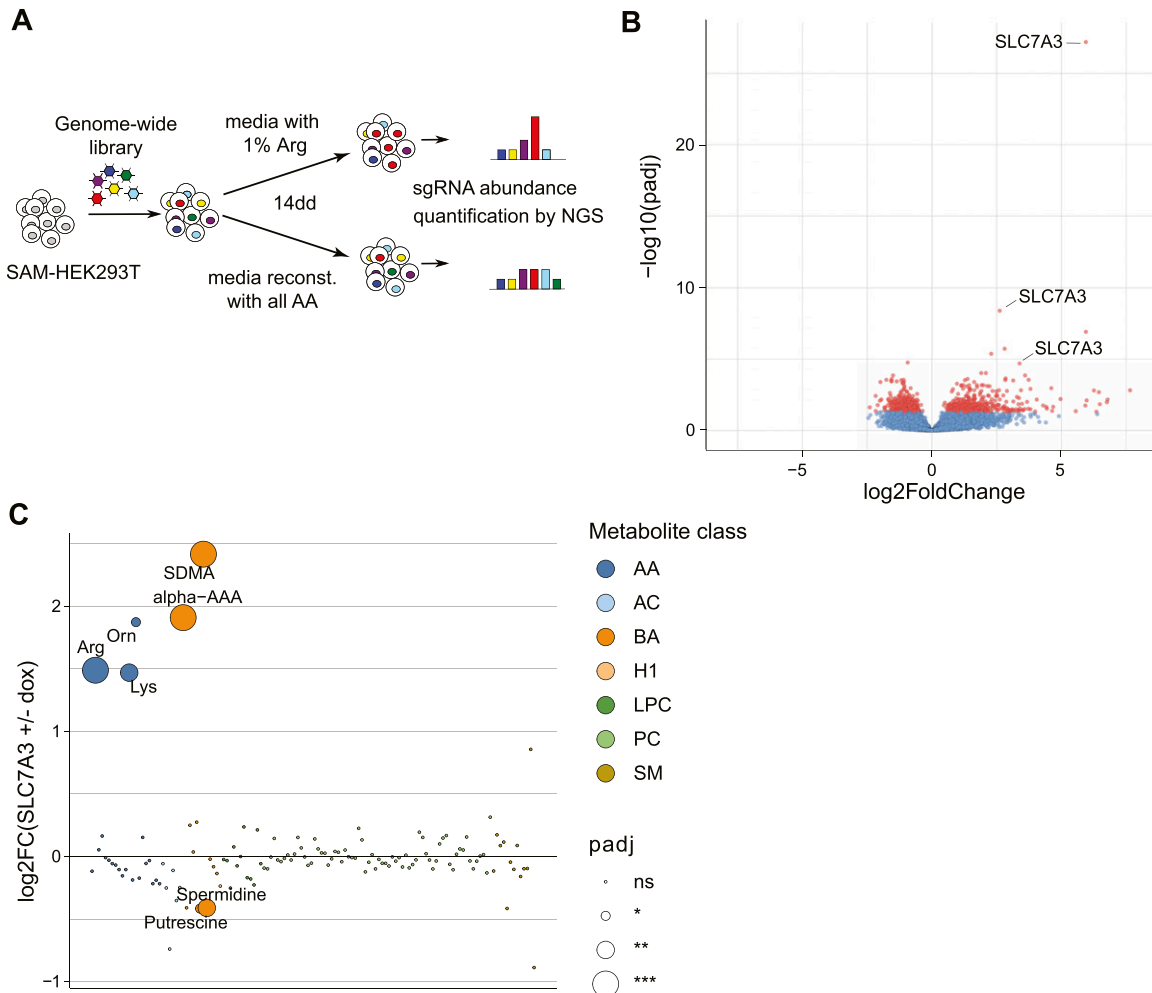 A
Genome-wide
library
SAM-HEK293T
media with
1% Arg
14dd
media reconst.
with all AA
sgRNA abundance
quantification by NGS
B
−log10(padj)
20
10
0
SLC7A3
SLC7A3
SLC7A3
−5
0
5
log2FoldChange
C
log2FC(SLC7A3 +/- dox)
2
1
0
−1
SDMA
alpha−AAA
Orn
Arg
Lys
Spermidine
Putrescine
Metabolite class
AA
AC
BA
H1
LPC
PC
SM
padj
ns
*
**
***